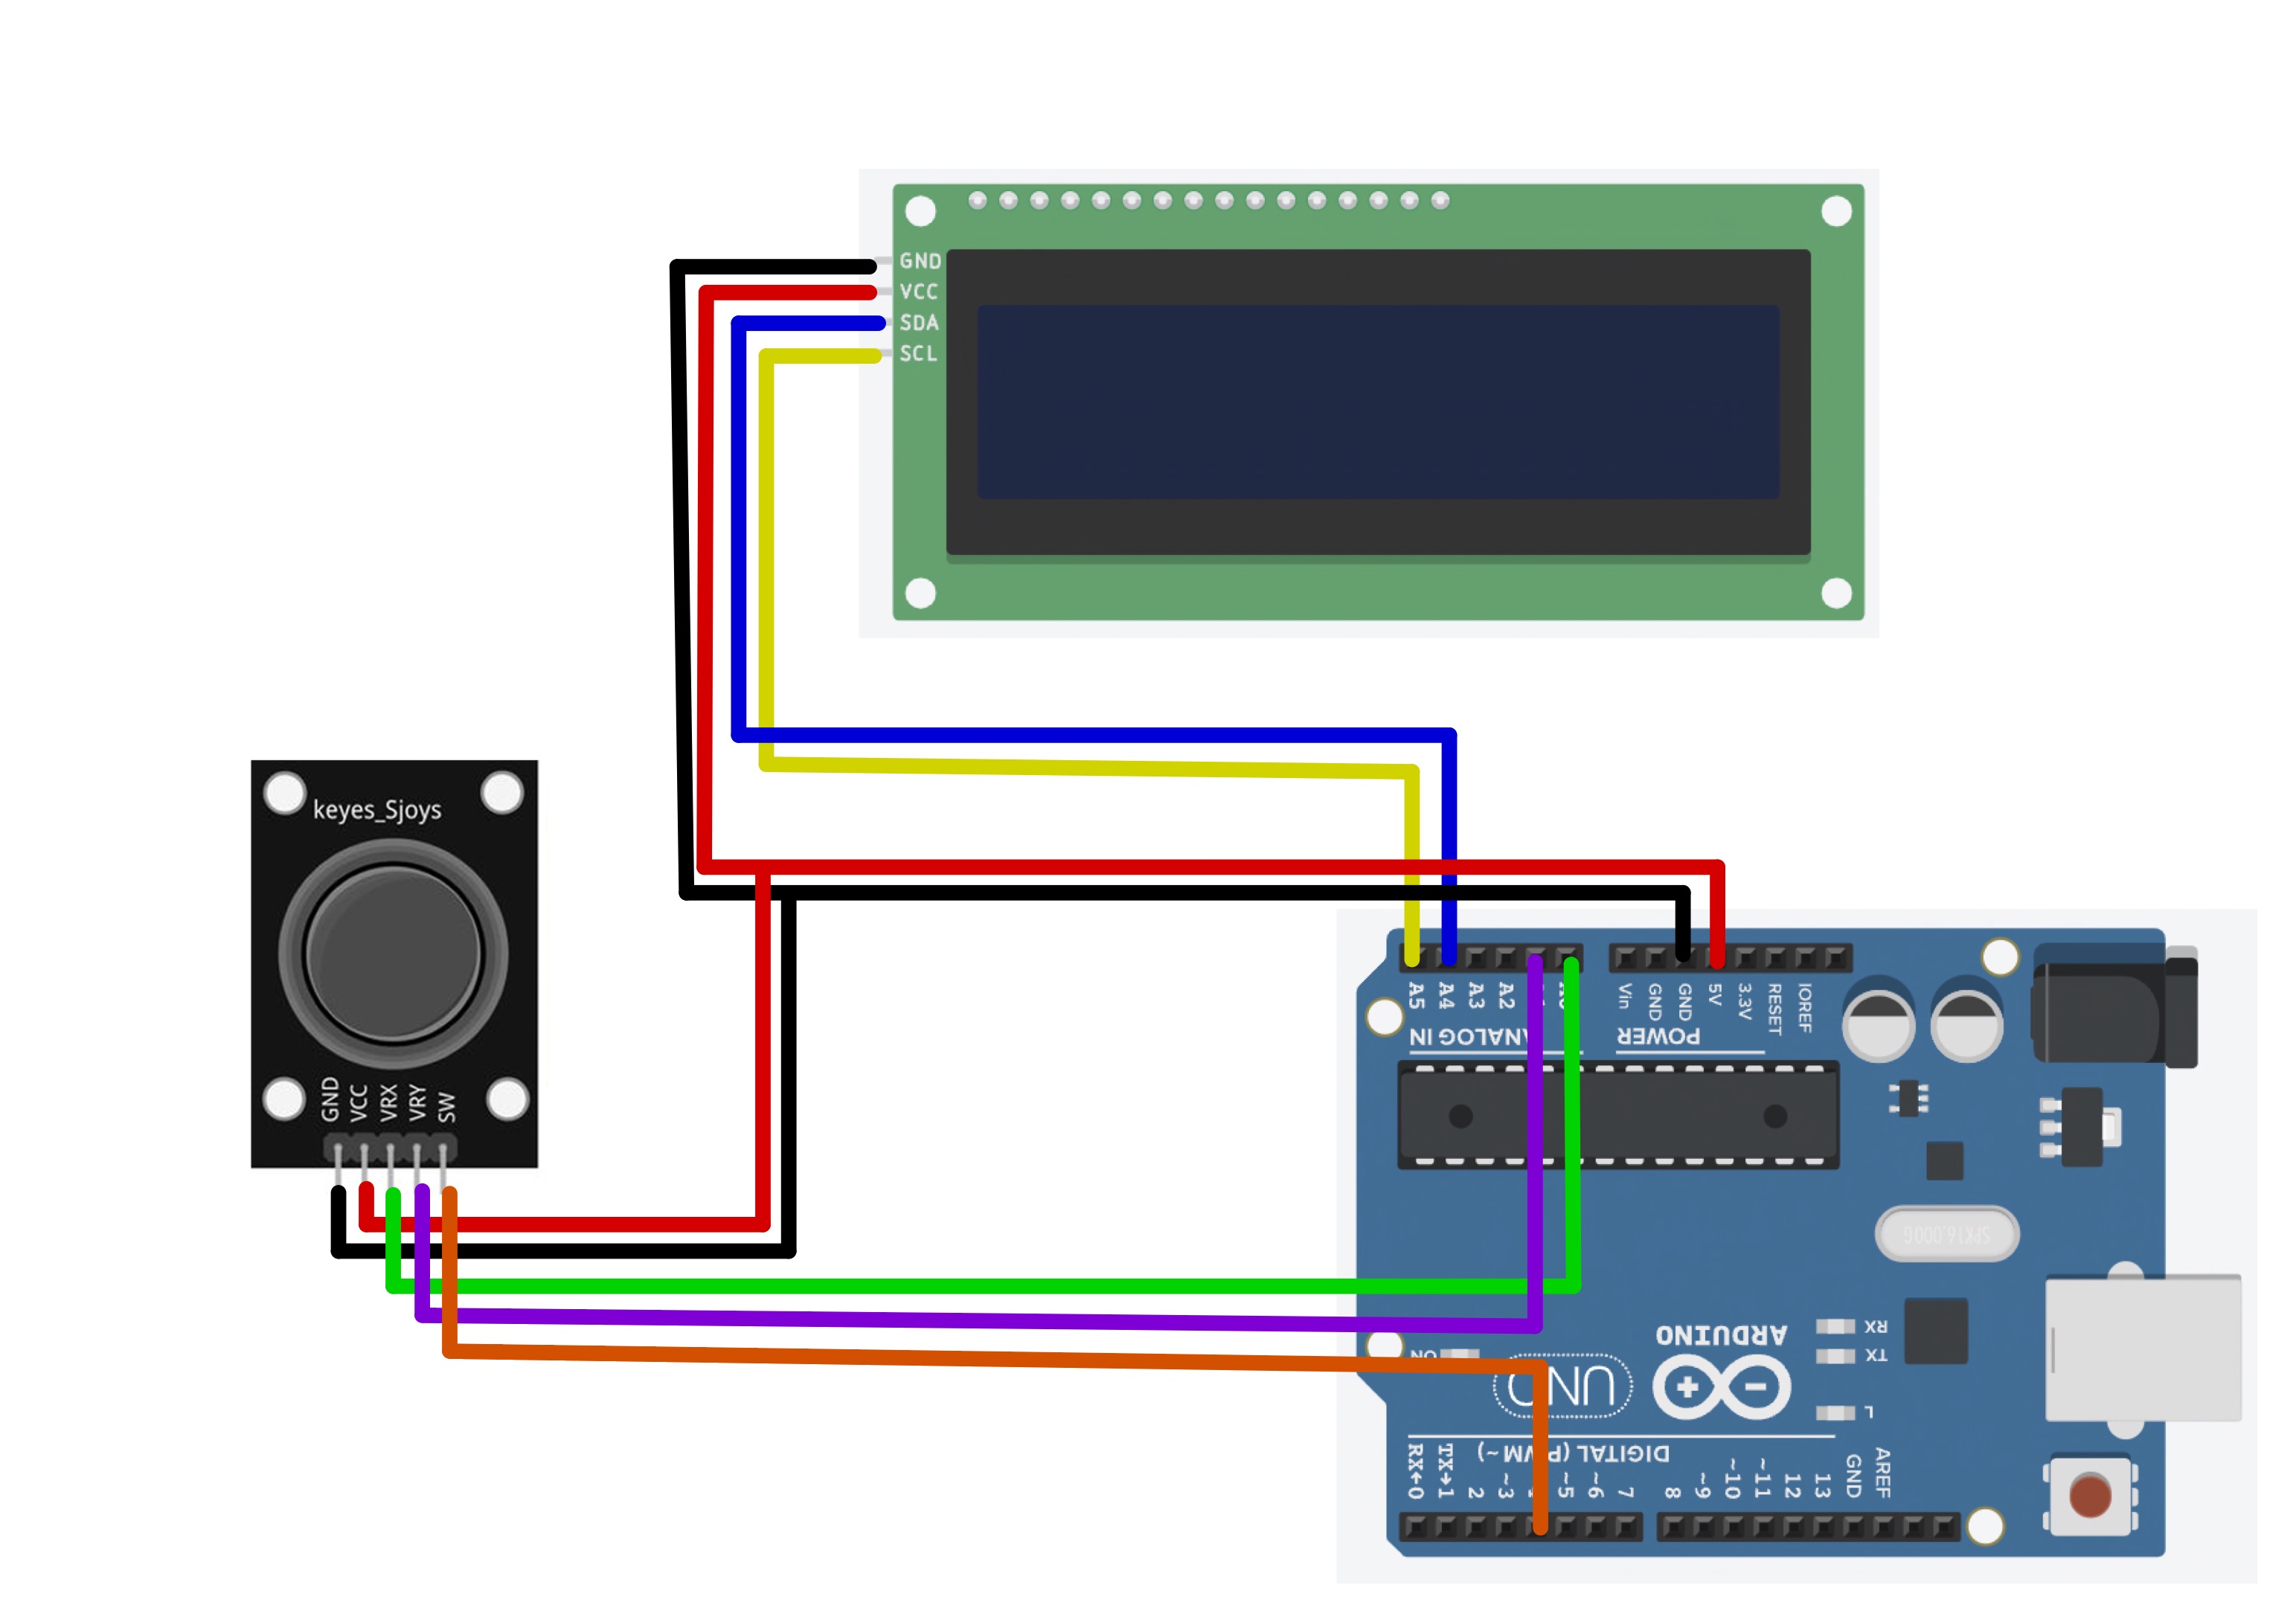 GND
VCC
SDA
SCL
keyes_Sjoys
GND
VCC
VRX
VRY
SW
A5
A4
A3
A2
Vin
GND
GND
5V
3.3V
RESET
IOREF
ANALOG IN
POWER
SPK16.000G
ARDUINO
RX
TX
ON
UNO
L
DIGITAL (PWM ~)
RX←0
TX→1
2
~3
~5
~6
7
8
~9
~10
~11
12
13
GND
AREF